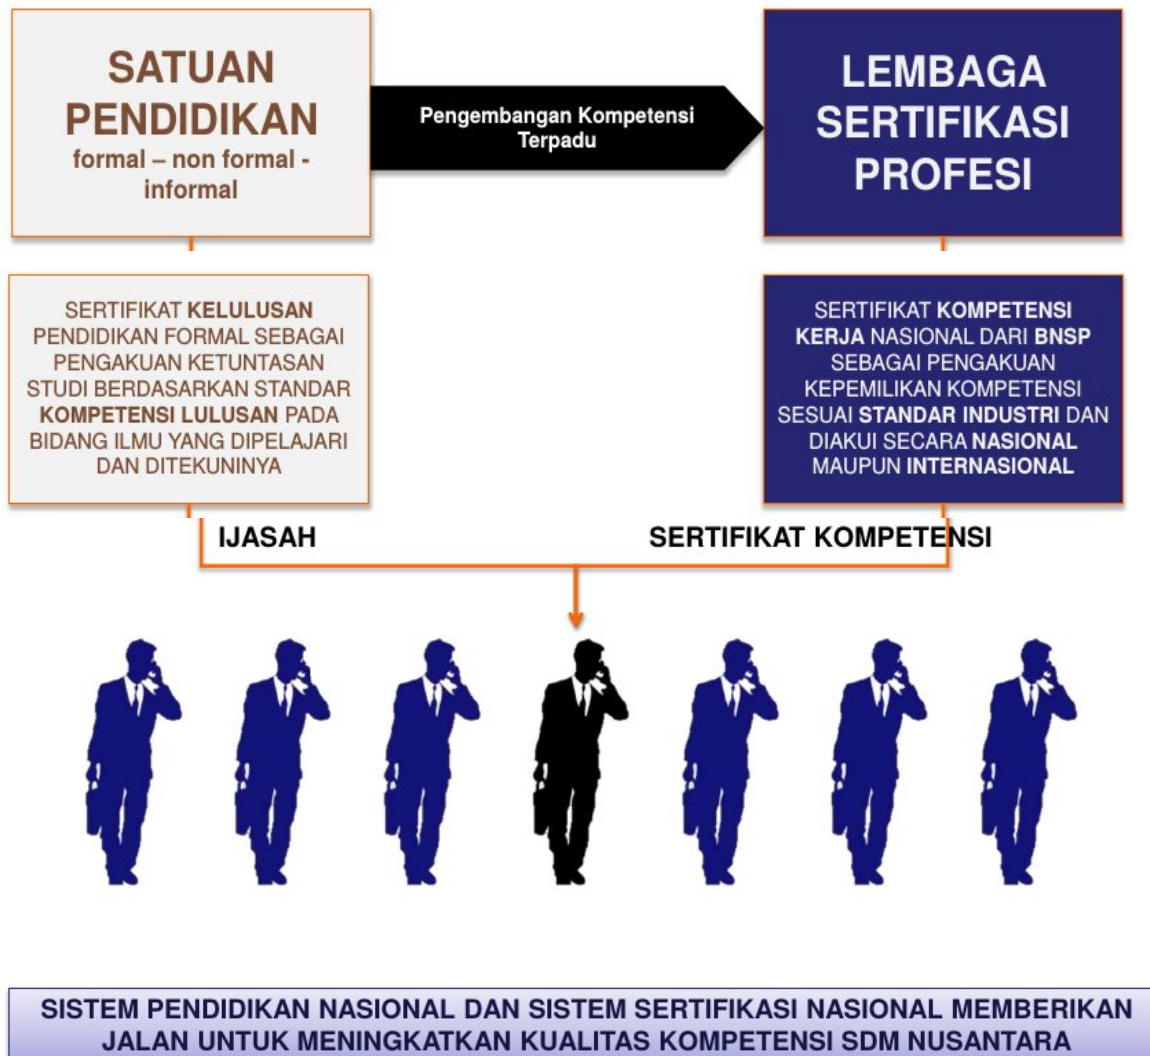 SATUAN
PENDIDIKAN
formal – non formal -
informal
Pengembangan Kompetensi
Terpadu
LEMBAGA
SERTIFIKASI
PROFESI
SERTIFIKAT KELULUSAN
PENDIDIKAN FORMAL SEBAGAI
PENGAKUAN KETUNTASAN
STUDI BERDASARKAN STANDAR
KOMPETENSI LULUSAN PADA
BIDANG ILMU YANG DIPELAJARI
DAN DITEKUNINYA
SERTIFIKAT KOMPETENSI
KERJA NASIONAL DARI BNSP
SEBAGAI PENGAKUAN
KEPEMILIKAN KOMPETENSI
SESUAI STANDAR INDUSTRI DAN
DIAKUI SECARA NASIONAL
MAUPUN INTERNASIONAL
IJASAH
SERTIFIKAT KOMPETENSI
SISTEM PENDIDIKAN NASIONAL DAN SISTEM SERTIFIKASI NASIONAL MEMBERIKAN
JALAN UNTUK MENINGKATKAN KUALITAS KOMPETENSI SDM NUSANTARA